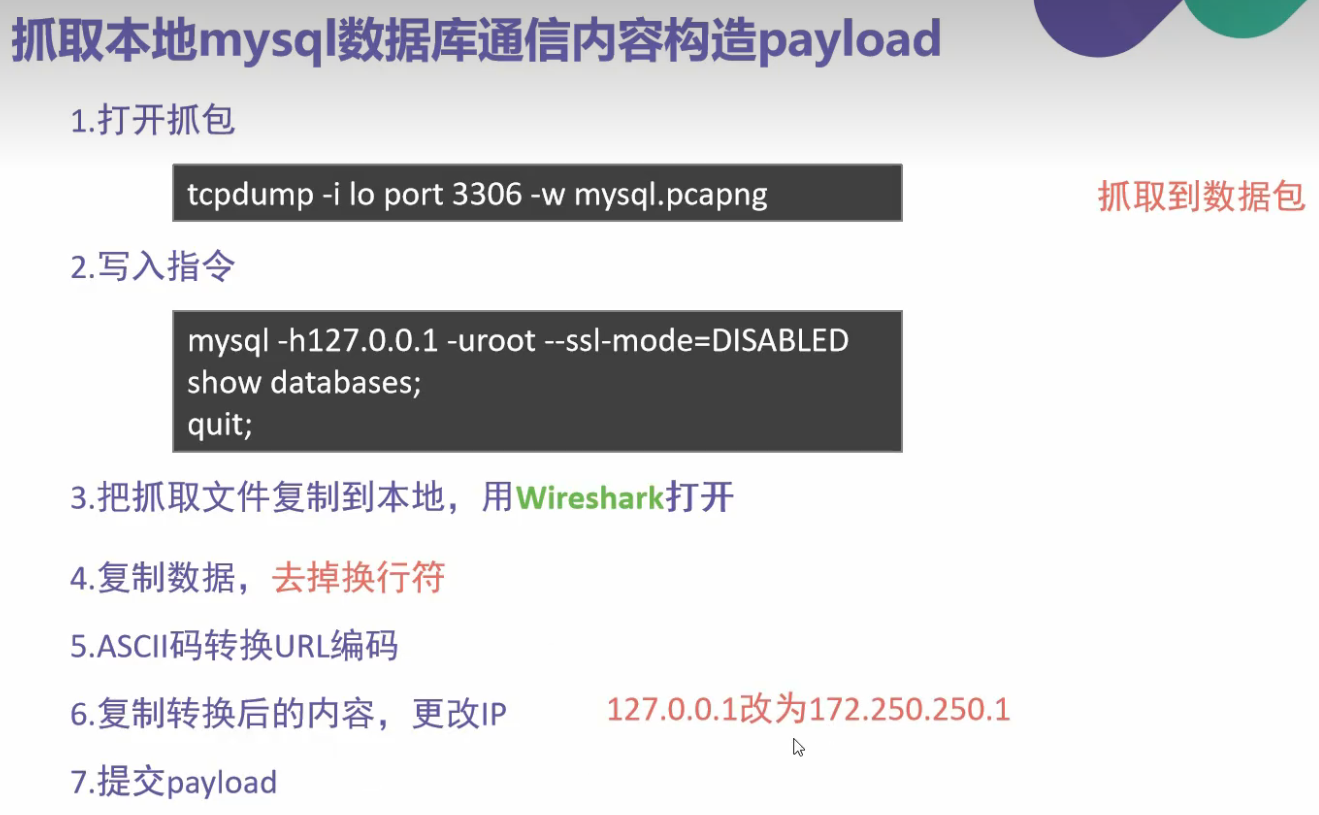 抓取本地mysql数据库通信内容构造payload
1.打开抓包
tcpdump -i lo port 3306 -w mysql.pcapng
抓取到数据包
2.写入指令
mysql -h127.0.0.1 -uroot --ssl-mode=DISABLED
show databases;
quit;
3.把抓取文件复制到本地，用Wireshark打开
4.复制数据，去掉换行符
5.ASCII码转换URL编码
6.复制转换后的内容，更改IP
127.0.0.1改为172.250.250.1
7.提交payload